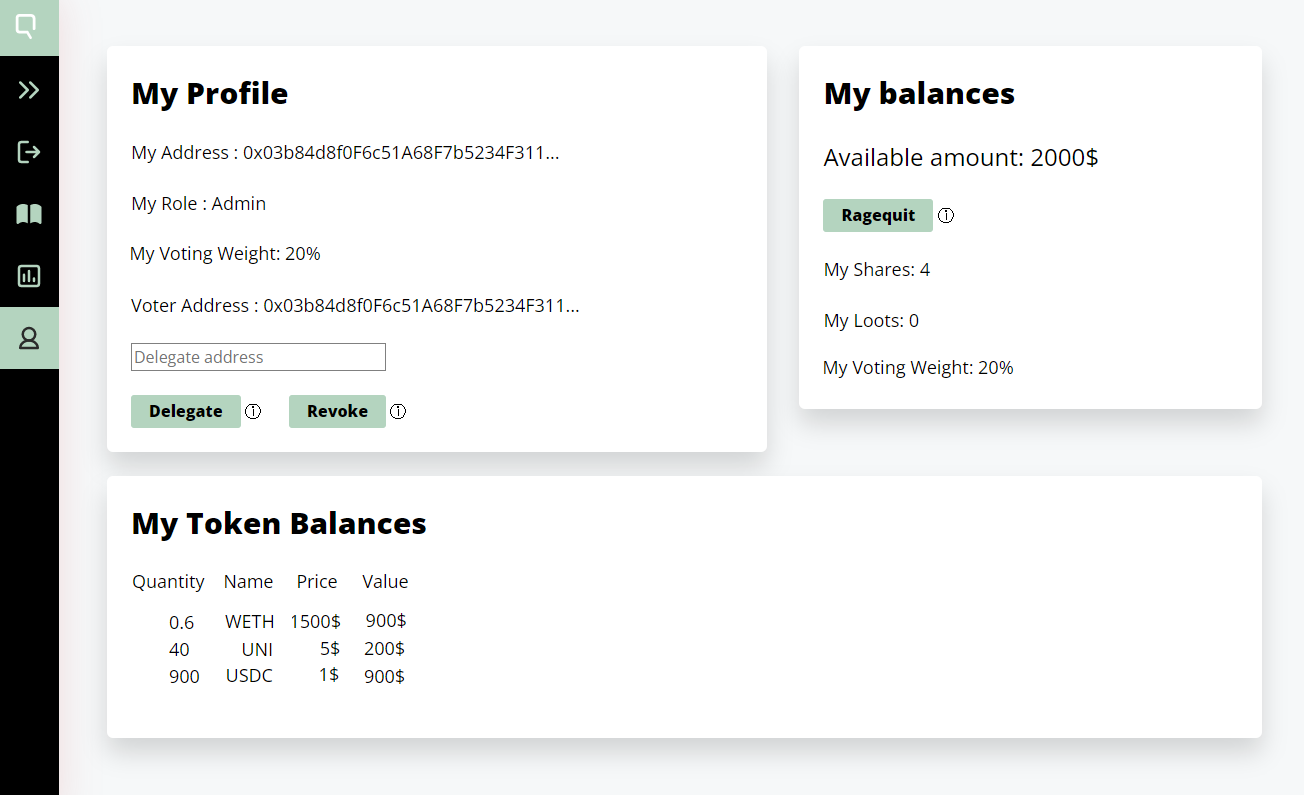 My Profile
My Address : 0x03b84d8f0F6c51A68F7b5234F311...
My Role : Admin
My Voting Weight: 20%
Voter Address : 0x03b84d8f0F6c51A68F7b5234F311...
Delegate address
Delegate ⓘ Revoke ⓘ
My balances
Available amount: 2000$
Ragequit ⓘ
My Shares: 4
My Loots: 0
My Voting Weight: 20%
My Token Balances
Quantity Name Price Value
0.6 WETH 1500$ 900$
40 UNI 5$ 200$
900 USDC 1$ 900$